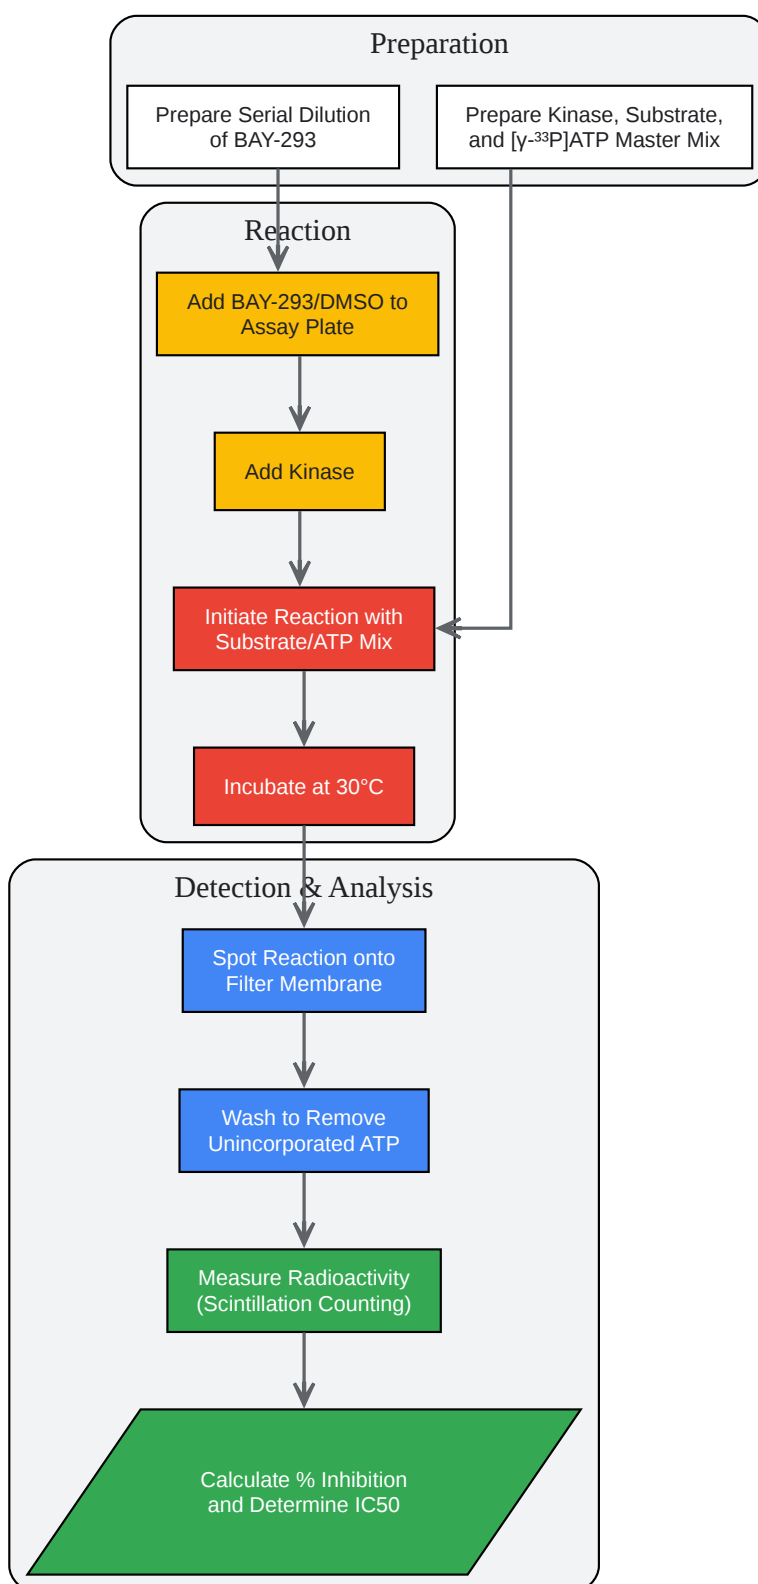 Preparation
Prepare Serial Dilution
of BAY-293
Prepare Kinase, Substrate,
and [γ-³³P]ATP Master Mix
Reaction
Add BAY-293/DMSO to
Assay Plate
Add Kinase
Initiate Reaction with
Substrate/ATP Mix
Incubate at 30°C
Detection & Analysis
Spot Reaction onto
Filter Membrane
Wash to Remove
Unincorporated ATP
Measure Radioactivity
(Scintillation Counting)
Calculate % Inhibition
and Determine IC50